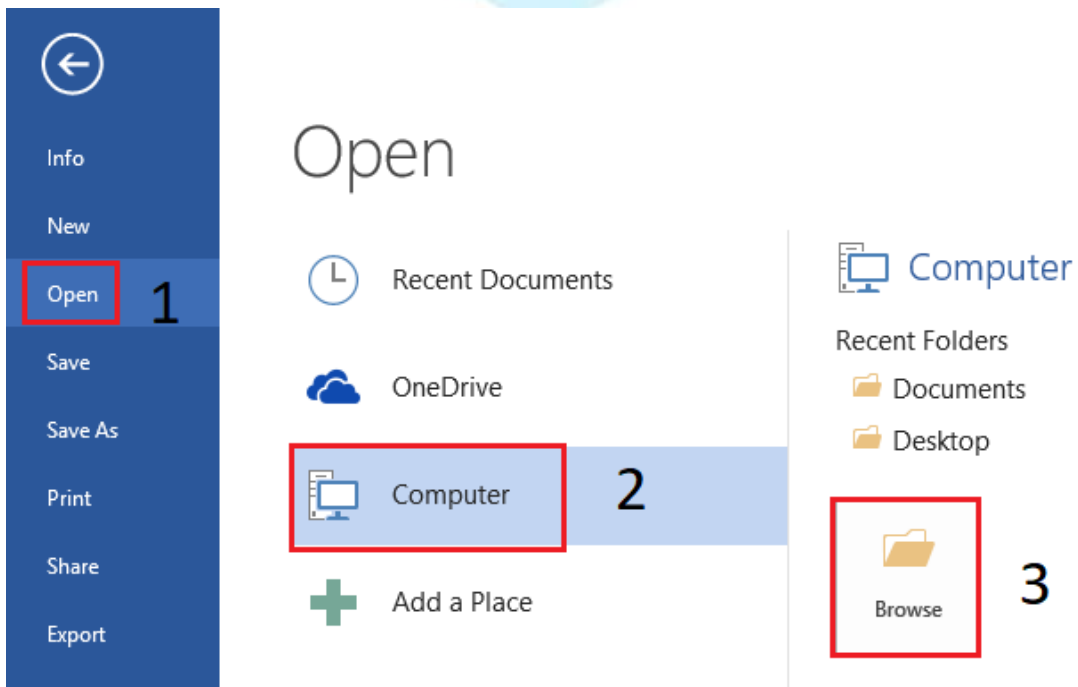 Info
New
Open
1
Save
Save As
Print
Share
Export
Open
Recent Documents
OneDrive
Computer
2
Add a Place
Computer
Recent Folders
Documents
Desktop
Browse
3